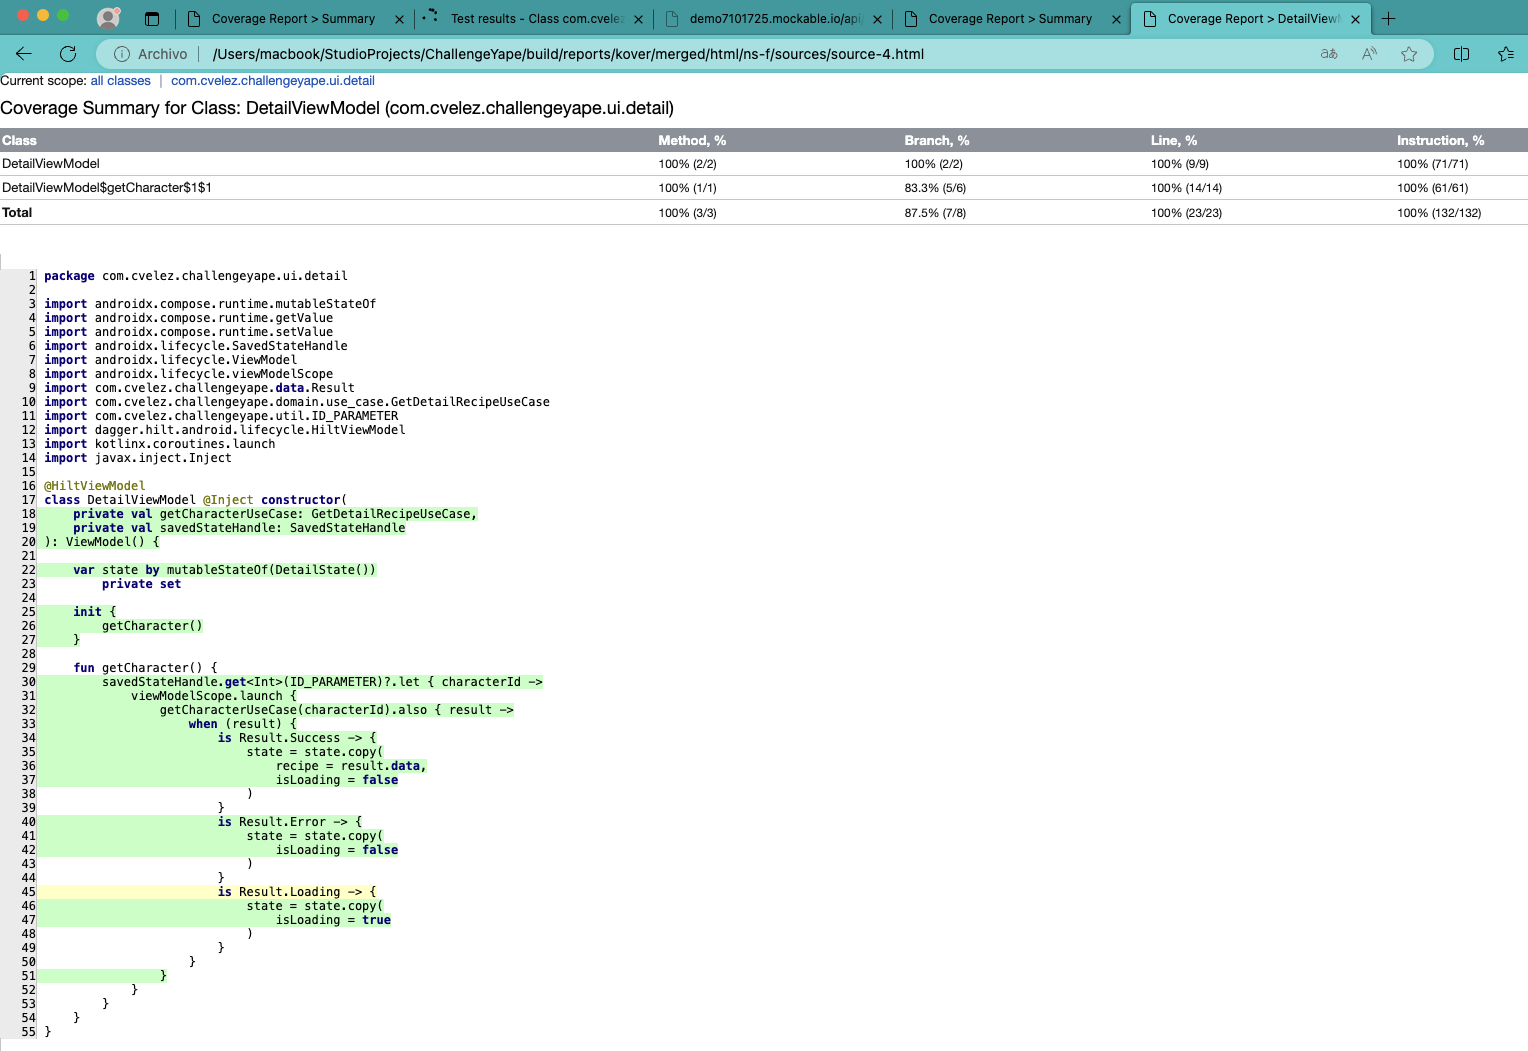 Coverage Report > Summary
Test results - Class com.cvele
demo7101725.mockable.io/api/
Coverage Report > Summary
Coverage Report > DetailView
Archivo
/Users/macbook/StudioProjects/ChallengeYape/build/reports/kover/merged/html/ns-f/sources/source-4.html
aあ
A
Current scope: all classes | com.cvelez.challengeyape.ui.detail
Coverage Summary for Class: DetailViewModel (com.cvelez.challengeyape.ui.detail)
Class Method, % Branch, % Line, % Instruction, %
DetailViewModel 100% (2/2) 100% (2/2) 100% (9/9) 100% (71/71)
DetailViewModel$getCharacter$1$1 100% (1/1) 83.3% (5/6) 100% (14/14) 100% (61/61)
Total 100% (3/3) 87.5% (7/8) 100% (23/23) 100% (132/132)
1 package com.cvelez.challengeyape.ui.detail
2
3 import androidx.compose.runtime.mutableStateOf
4 import androidx.compose.runtime.getValue
5 import androidx.compose.runtime.setValue
6 import androidx.lifecycle.SavedStateHandle
7 import androidx.lifecycle.ViewModel
8 import androidx.lifecycle.viewModelScope
9 import com.cvelez.challengeyape.data.Result
10 import com.cvelez.challengeyape.domain.use_case.GetDetailRecipeUseCase
11 import com.cvelez.challengeyape.util.ID_PARAMETER
12 import dagger.hilt.android.lifecycle.HiltViewModel
13 import kotlinx.coroutines.launch
14 import javax.inject.Inject
15
16 @HiltViewModel
17 class DetailViewModel @Inject constructor(
18     private val getCharacterUseCase: GetDetailRecipeUseCase,
19     private val savedStateHandle: SavedStateHandle
20 ): ViewModel() {
21
22     var state by mutableStateOf(DetailState())
23         private set
24
25     init {
26         getCharacter()
27     }
28
29     fun getCharacter() {
30         savedStateHandle.get<Int>(ID_PARAMETER)?.let { characterId ->
31             viewModelScope.launch {
32                 getCharacterUseCase(characterId).also { result ->
33                     when (result) {
34                         is Result.Success -> {
35                             state = state.copy(
36                                 recipe = result.data,
37                                 isLoading = false
38                             )
39                         }
40                         is Result.Error -> {
41                             state = state.copy(
42                                 isLoading = false
43                             )
44                         }
45                         is Result.Loading -> {
46                             state = state.copy(
47                                 isLoading = true
48                             )
49                         }
50                     }
51                 }
52             }
53         }
54     }
55 }